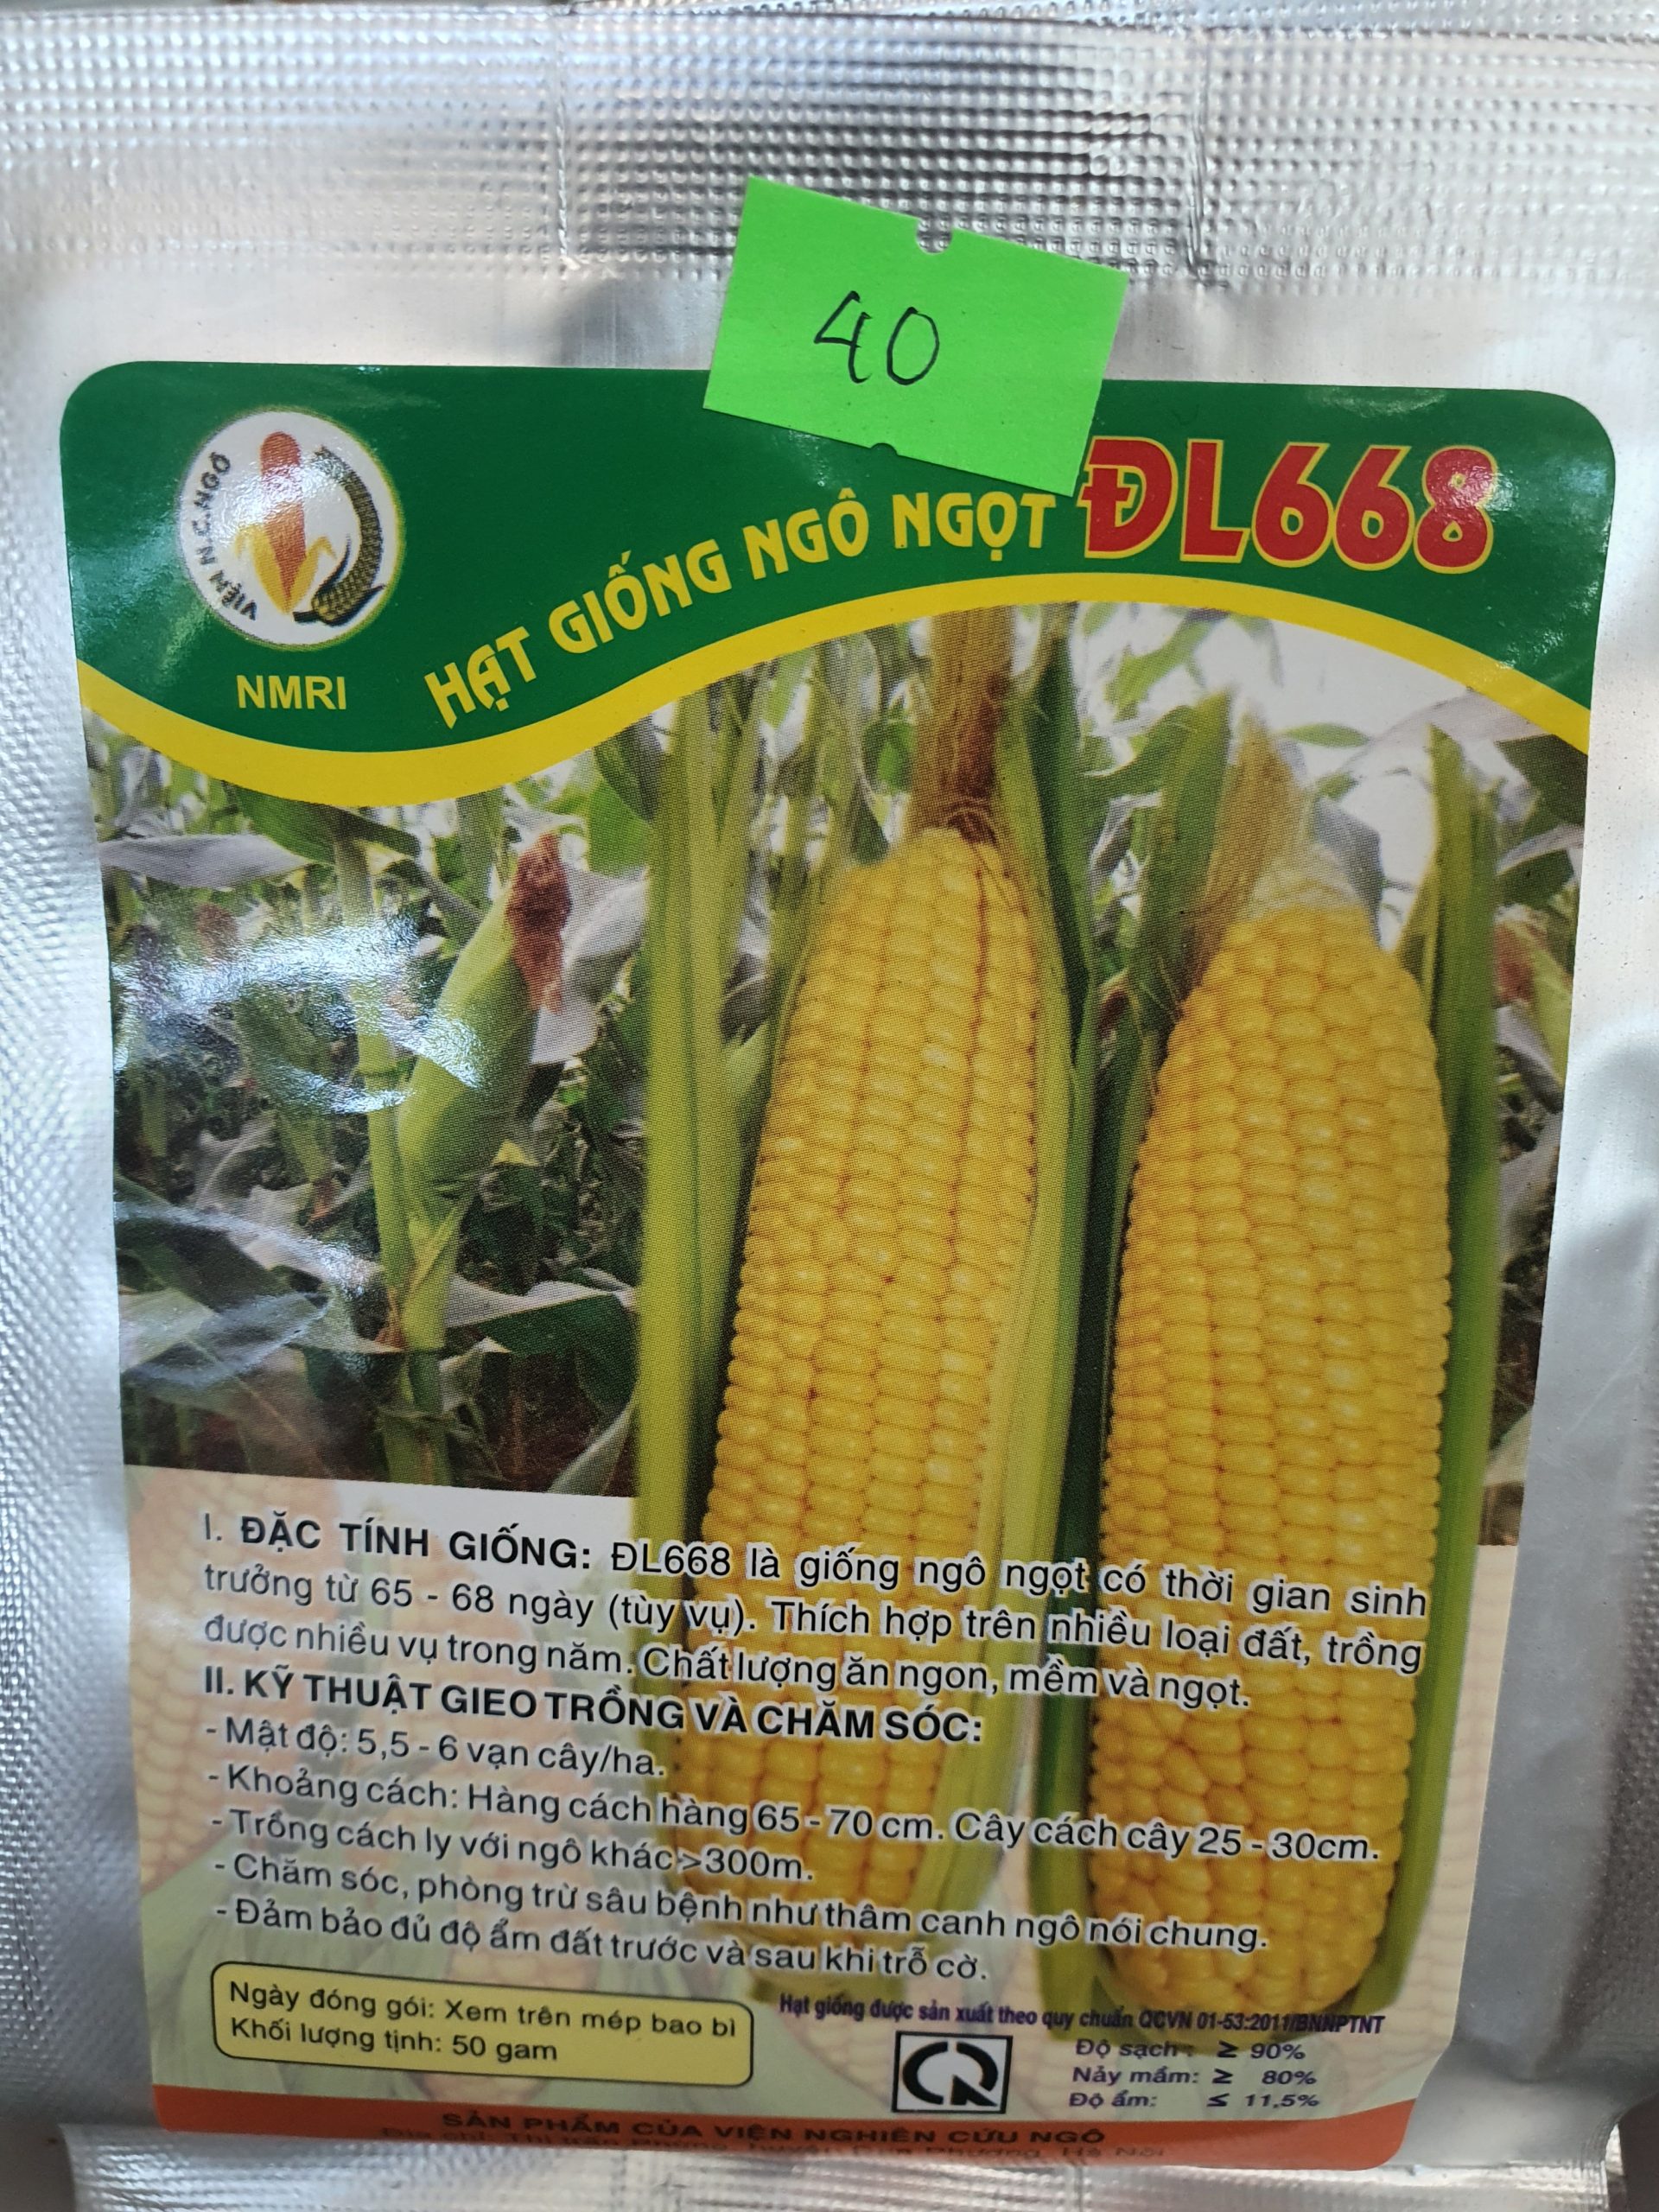 40
VIỆN N.C.NGÔ
NMRI
HẠT GIỐNG NGÔ NGỌT ĐL668
I. ĐẶC TÍNH GIỐNG: ĐL668 là giống ngô ngọt có thời gian sinh
trưởng từ 65 - 68 ngày (tùy vụ). Thích hợp trên nhiều loại đất, trồng
được nhiều vụ trong năm. Chất lượng ăn ngon, mềm và ngọt.
II. KỸ THUẬT GIEO TRỒNG VÀ CHĂM SÓC:
- Mật độ: 5,5 - 6 vạn cây/ha.
- Khoảng cách: Hàng cách hàng 65 - 70 cm. Cây cách cây 25 - 30cm.
- Trồng cách ly với ngô khác >300m.
- Chăm sóc, phòng trừ sâu bệnh như thâm canh ngô nói chung.
- Đảm bảo đủ độ ẩm đất trước và sau khi trỗ cờ.
Ngày đóng gói: Xem trên mép bao bì
Khối lượng tịnh: 50 gam
Hạt giống được sản xuất theo quy chuẩn QCVN 01-53:2011/BNNPTNT
Độ sạch: ≥ 90%
Nảy mầm: ≥ 80%
Độ ẩm: ≤ 11,5%
SẢN PHẨM CỦA VIỆN NGHIÊN CỨU NGÔ